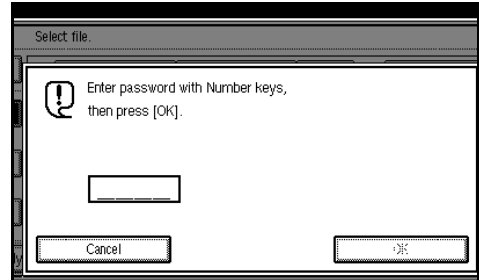 Select file.
Enter password with Number keys,
then press [OK].
Cancel
OK